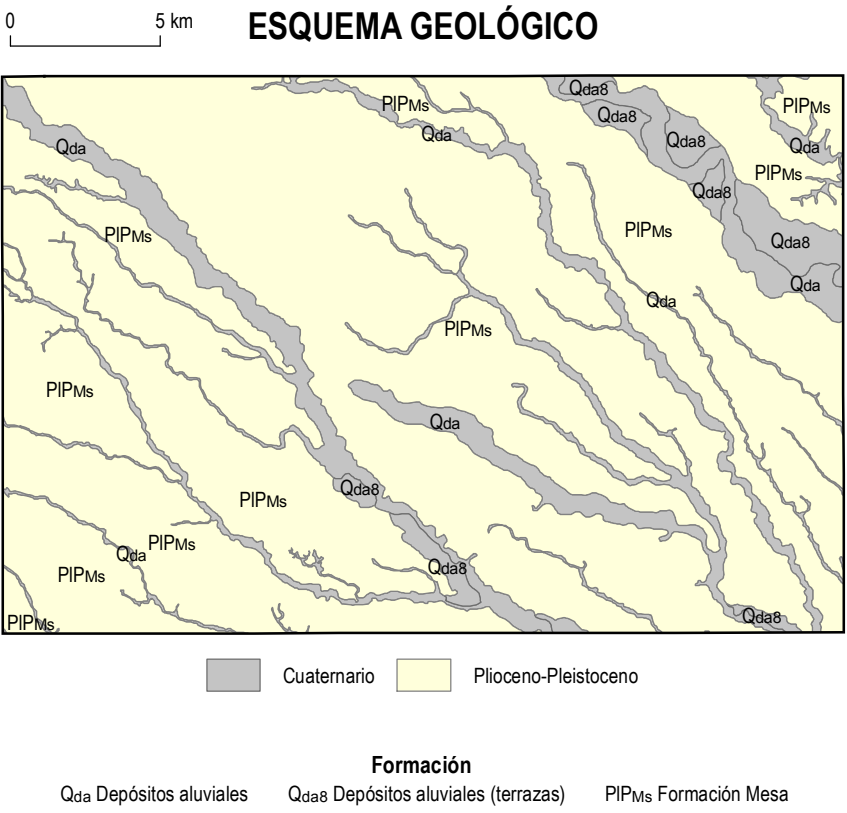 0 5 km
ESQUEMA GEOLÓGICO
Qda8
PlPMs
PlPMs
Qda8
Qda
Qda8
Qda
Qda
PlPMs
Qda8
PlPMs
PlPMs
Qda8
Qda
Qda
PlPMs
PlPMs
Qda
Qda8
PlPMs
PlPMs
Qda
Qda8
PlPMs
Qda8
PlPMs
Cuaternario Plioceno-Pleistoceno
Formación
Qda Depósitos aluviales Qda8 Depósitos aluviales (terrazas) PlPMs Formación Mesa